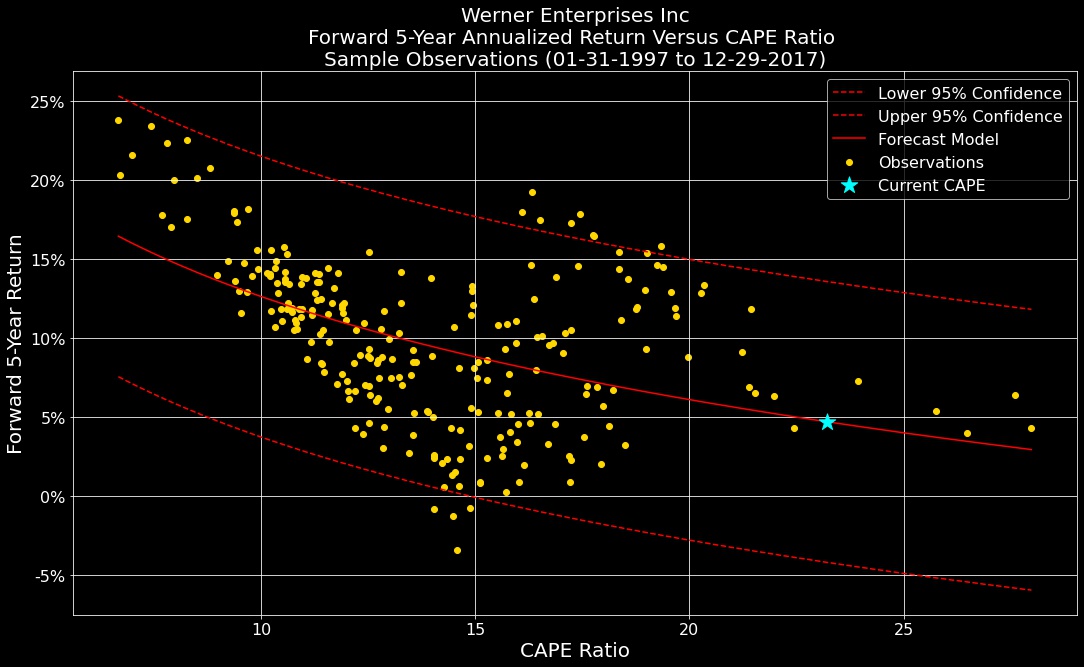 Werner Enterprises Inc
Forward 5-Year Annualized Return Versus CAPE Ratio
Sample Observations (01-31-1997 to 12-29-2017)
Lower 95% Confidence
Upper 95% Confidence
Forecast Model
Observations
Current CAPE
Forward 5-Year Return
25%
20%
15%
10%
5%
0%
-5%
10
15
20
25
CAPE Ratio